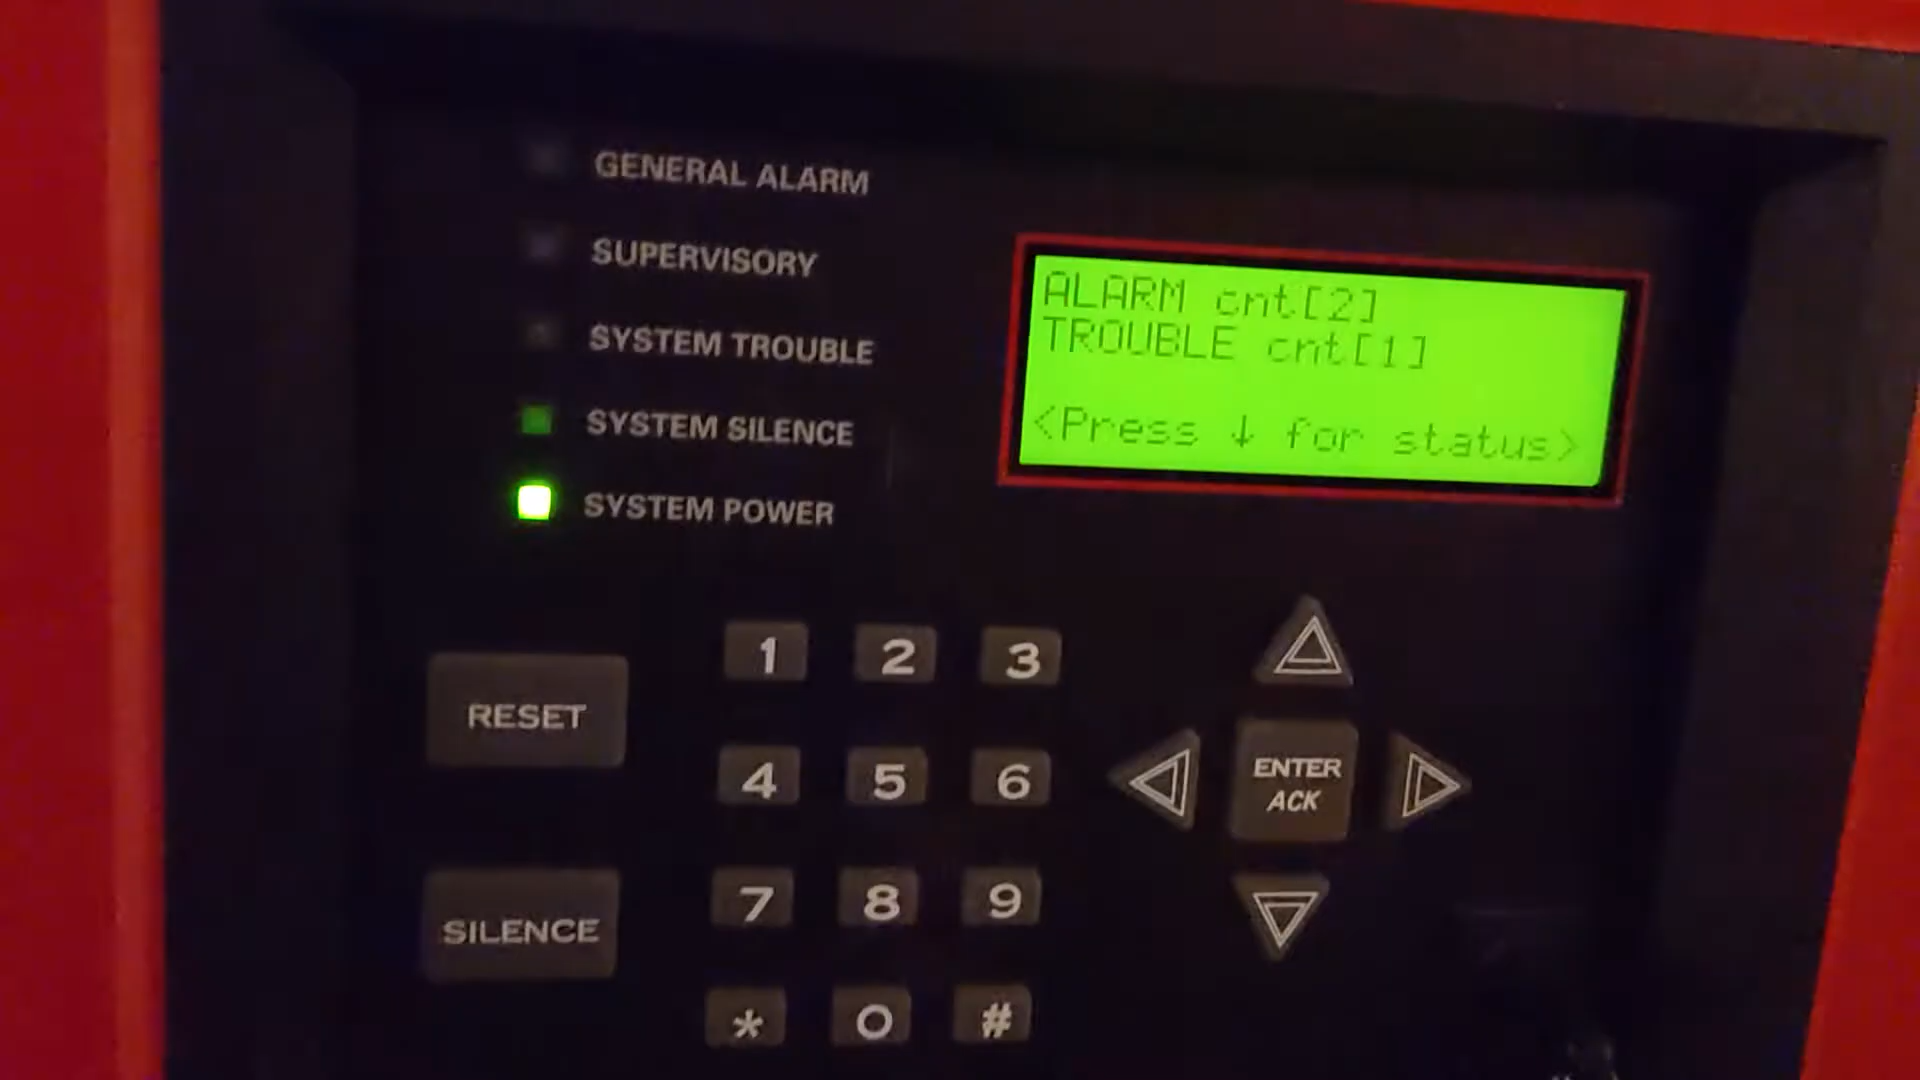 GENERAL ALARM
SUPERVISORY
SYSTEM TROUBLE
SYSTEM SILENCE
SYSTEM POWER
ALARM cnt[2]
TROUBLE cnt[1]
<Press ↓ for status>
RESET
SILENCE
1 2 3
4 5 6
7 8 9
* 0 #
ENTER
ACK